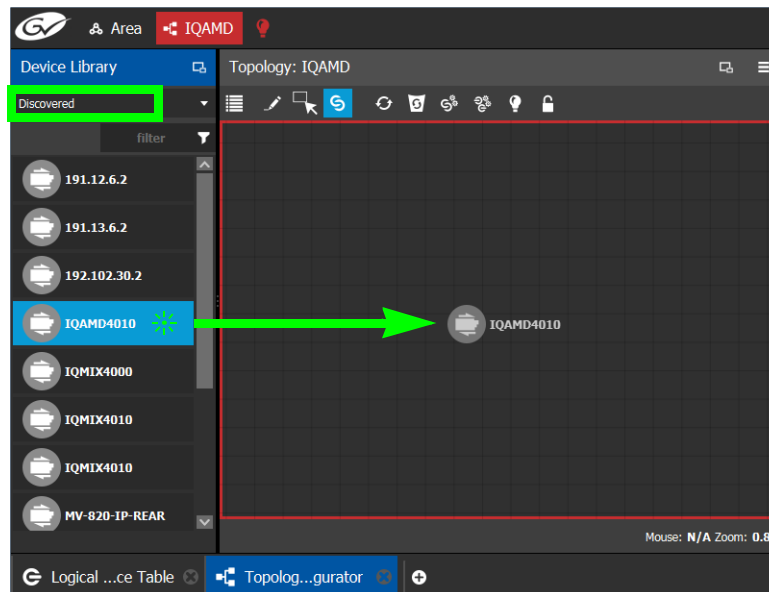 GV Area IQAMD
Device Library
Topology: IQAMD
Discovered
filter
191.12.6.2
191.13.6.2
192.102.30.2
IQAMD4010
IQAMD4010
IQMIX4000
IQMIX4010
IQMIX4010
MV-820-IP-REAR
Mouse: N/A Zoom: 0.8
Logical ...ce Table
Topolog...gurator